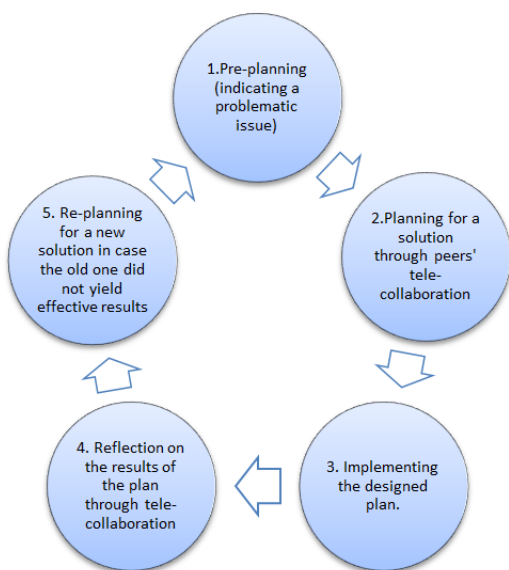 1.Pre-planning
(indicating a
problematic
issue)
2.Planning for a
solution
through peers'
tele-
collaboration
3. Implementing
the designed
plan.
4. Reflection on
the results of
the plan
through tele-
collaboration
5. Re-planning
for a new
solution in case
the old one did
not yield
effective results